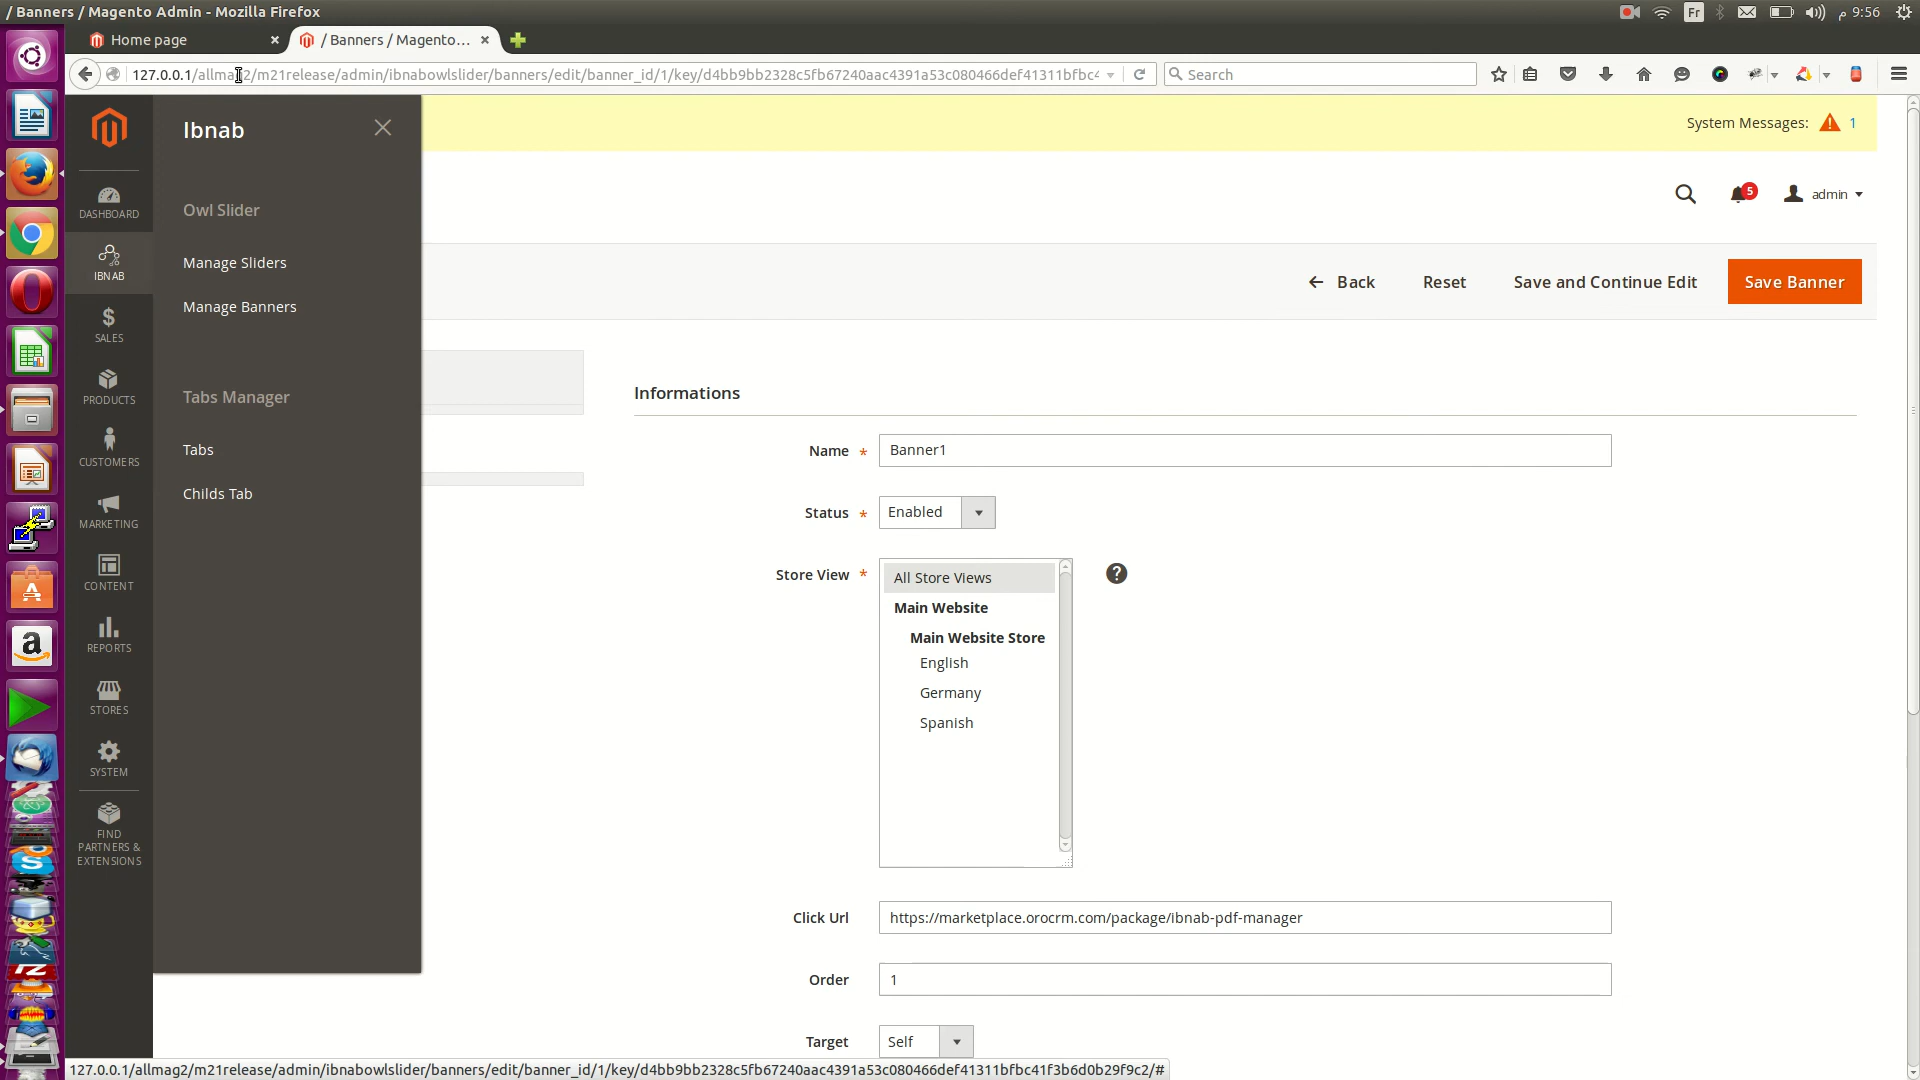 / Banners / Magento Admin - Mozilla Firefox
Fr
م 9:56
Home page
/ Banners / Magento...
127.0.0.1/allmag2/m21release/admin/ibnabowlslider/banners/edit/banner_id/1/key/d4bb9bb2328c5fb67240aac4391a53c080466def41311bfbc4
Search
Ibnab
System Messages: 1
DASHBOARD
Owl Slider
5
admin
Manage Sliders
IBNAB
Back
Reset
Save and Continue Edit
Save Banner
Manage Banners
SALES
PRODUCTS
Tabs Manager
Informations
Tabs
Name *
Banner1
CUSTOMERS
Childs Tab
Status *
Enabled
MARKETING
Store View *
All Store Views
CONTENT
Main Website
Main Website Store
REPORTS
English
Germany
STORES
Spanish
SYSTEM
FIND
PARTNERS &
EXTENSIONS
Click Url
https://marketplace.orocrm.com/package/ibnab-pdf-manager
Order
1
Target
Self
127.0.0.1/allmag2/m21release/admin/ibnabowlslider/banners/edit/banner_id/1/key/d4bb9bb2328c5fb67240aac4391a53c080466def41311bfbc41f3b6d0b29f9c2/#